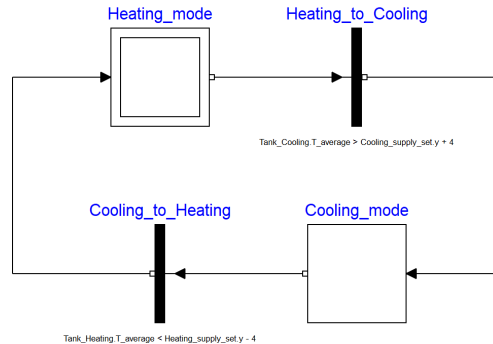 Heating_mode
Heating_to_Cooling
Tank_Cooling.T_average > Cooling_supply_set.y + 4
Cooling_to_Heating
Cooling_mode
Tank_Heating.T_average < Heating_supply_set.y - 4